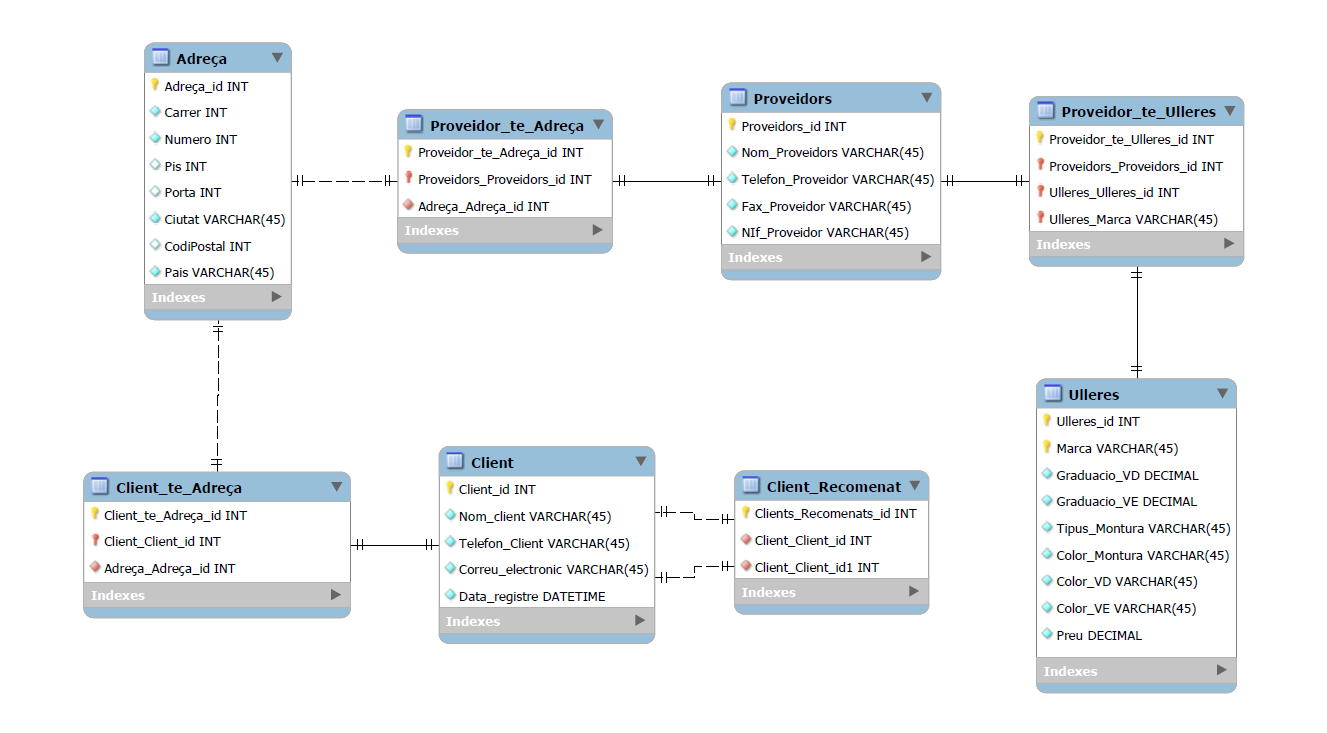 Adreça
Adreça_id INT
Carrer INT
Numero INT
Pis INT
Porta INT
Ciutat VARCHAR(45)
CodiPostal INT
Pais VARCHAR(45)
Indexes
Proveidor_te_Adreça
Proveidor_te_Adreça_id INT
Proveidors_Proveidors_id INT
Adreça_Adreça_id INT
Indexes
Proveidors
Proveidors_id INT
Nom_Proveidors VARCHAR(45)
Telefon_Proveidor VARCHAR(45)
Fax_Proveidor VARCHAR(45)
NIf_Proveidor VARCHAR(45)
Indexes
Proveidor_te_Ulleres
Proveidor_te_Ulleres_id INT
Proveidors_Proveidors_id INT
Ulleres_Ulleres_id INT
Ulleres_Marca VARCHAR(45)
Indexes
Client_te_Adreça
Client_te_Adreça_id INT
Client_Client_id INT
Adreça_Adreça_id INT
Indexes
Client
Client_id INT
Nom_client VARCHAR(45)
Telefon_Client VARCHAR(45)
Correu_electronic VARCHAR(45)
Data_registre DATETIME
Indexes
Client_Recomenat
Clients_Recomenats_id INT
Client_Client_id INT
Client_Client_id1 INT
Indexes
Ulleres
Ulleres_id INT
Marca VARCHAR(45)
Graduacio_VD DECIMAL
Graduacio_VE DECIMAL
Tipus_Montura VARCHAR(45)
Color_Montura VARCHAR(45)
Color_VD VARCHAR(45)
Color_VE VARCHAR(45)
Preu DECIMAL
Indexes